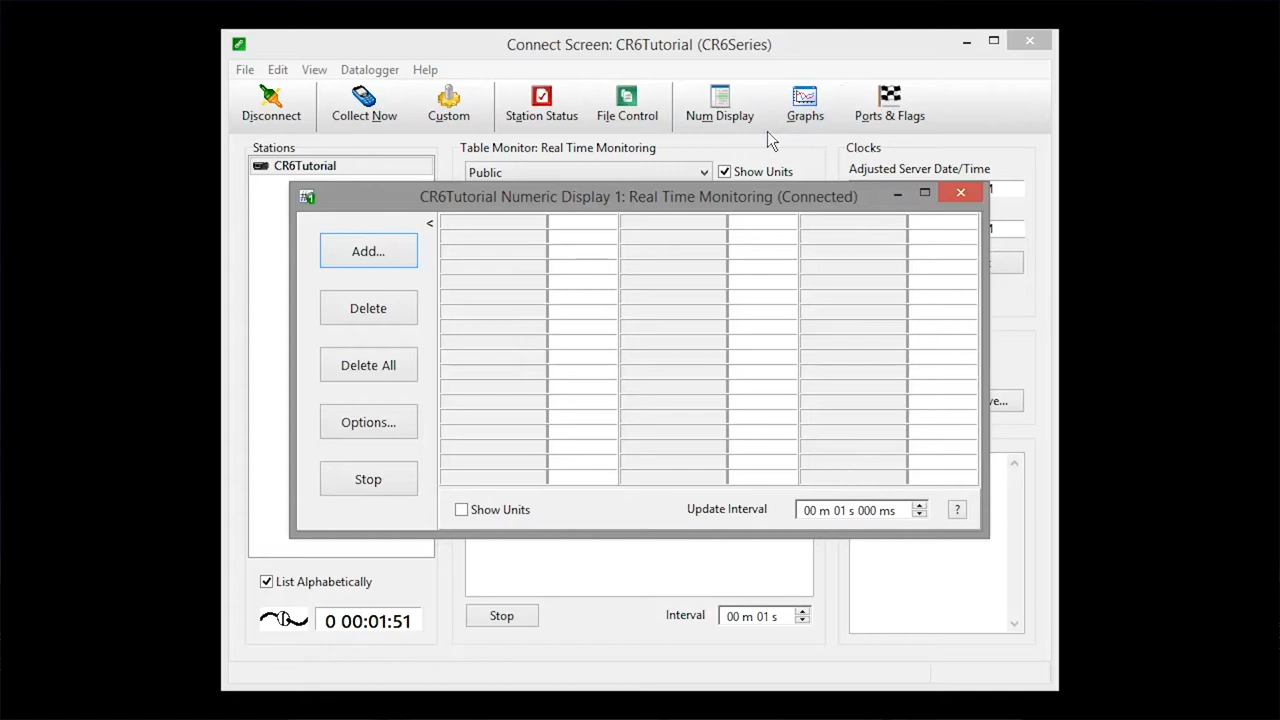 Connect Screen: CR6Tutorial (CR6Series)
File Edit View Datalogger Help
Disconnect Collect Now Custom Station Status File Control Num Display Graphs Ports & Flags
Stations Table Monitor: Real Time Monitoring Clocks
CR6Tutorial Public Show Units Adjusted Server Date/Time
CR6Tutorial Numeric Display 1: Real Time Monitoring (Connected)
<
Add...
Delete
Delete All
Options...
ve...
Stop
Show Units Update Interval 00 m 01 s 000 ms ?
List Alphabetically
0 00:01:51 Stop Interval 00 m 01 s